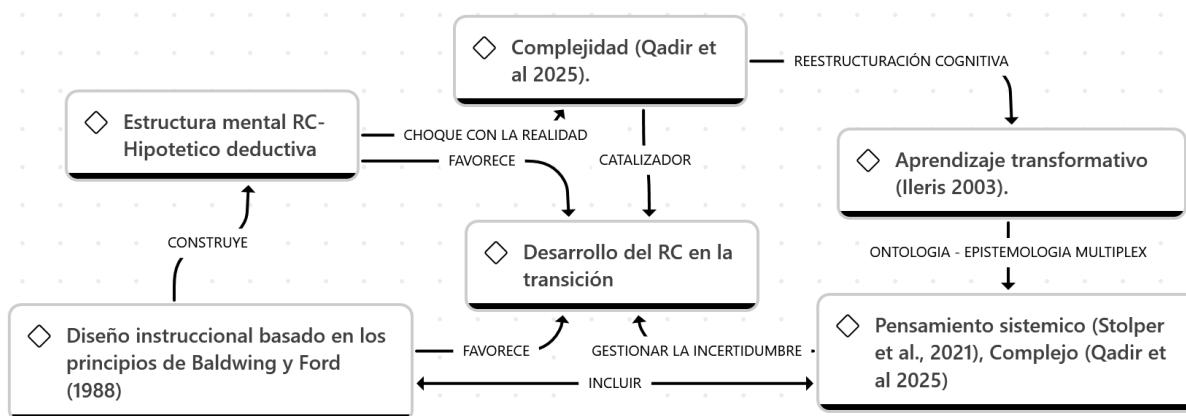 Complejidad (Qadir et
al 2025).
REESTRUCTURACIÓN COGNITIVA
Estructura mental RC-
Hipotetico deductiva
CHOQUE CON LA REALIDAD
FAVORECE
CATALIZADOR
Aprendizaje transformativo
(Ileris 2003).
CONSTRUYE
Desarrollo del RC en la
transición
ONTOLOGIA - EPISTEMOLOGIA MULTIPLEX
Diseño instruccional basado en los
principios de Baldwing y Ford
(1988)
FAVORECE
GESTIONAR LA INCERTIDUMBRE
INCLUIR
Pensamiento sistemico (Stolper
et al., 2021), Complejo (Qadir et
al 2025)